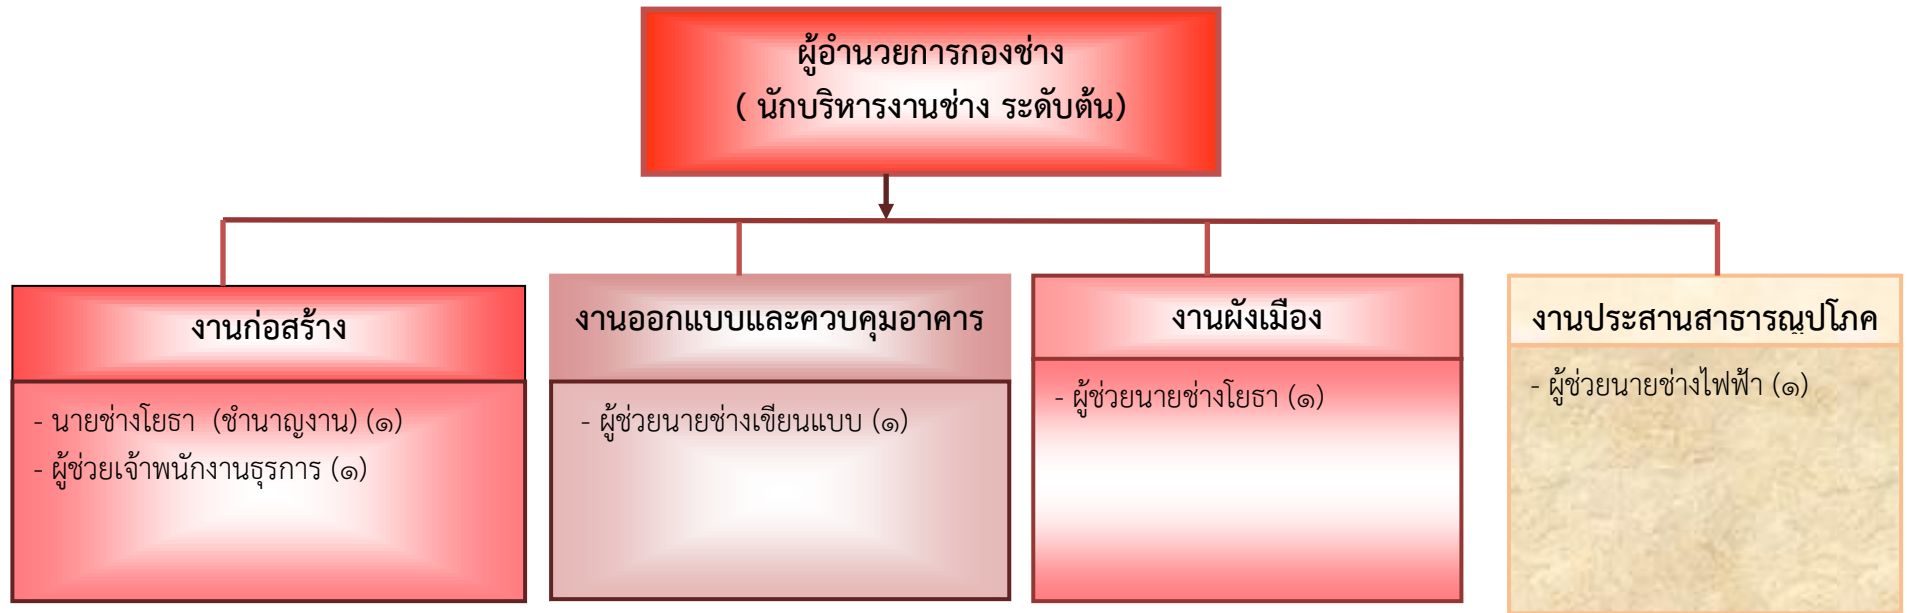 ผู้อำนวยการกองช่าง
( นักบริหารงานช่าง ระดับต้น)
งานก่อสร้าง
- นายช่างโยธา (ชำนาญงาน) (๑)
- ผู้ช่วยเจ้าพนักงานธุรการ (๑)
งานออกแบบและควบคุมอาคาร
- ผู้ช่วยนายช่างเขียนแบบ (๑)
งานผังเมือง
- ผู้ช่วยนายช่างโยธา (๑)
งานประสานสาธารณูปโภค
- ผู้ช่วยนายช่างไฟฟ้า (๑)